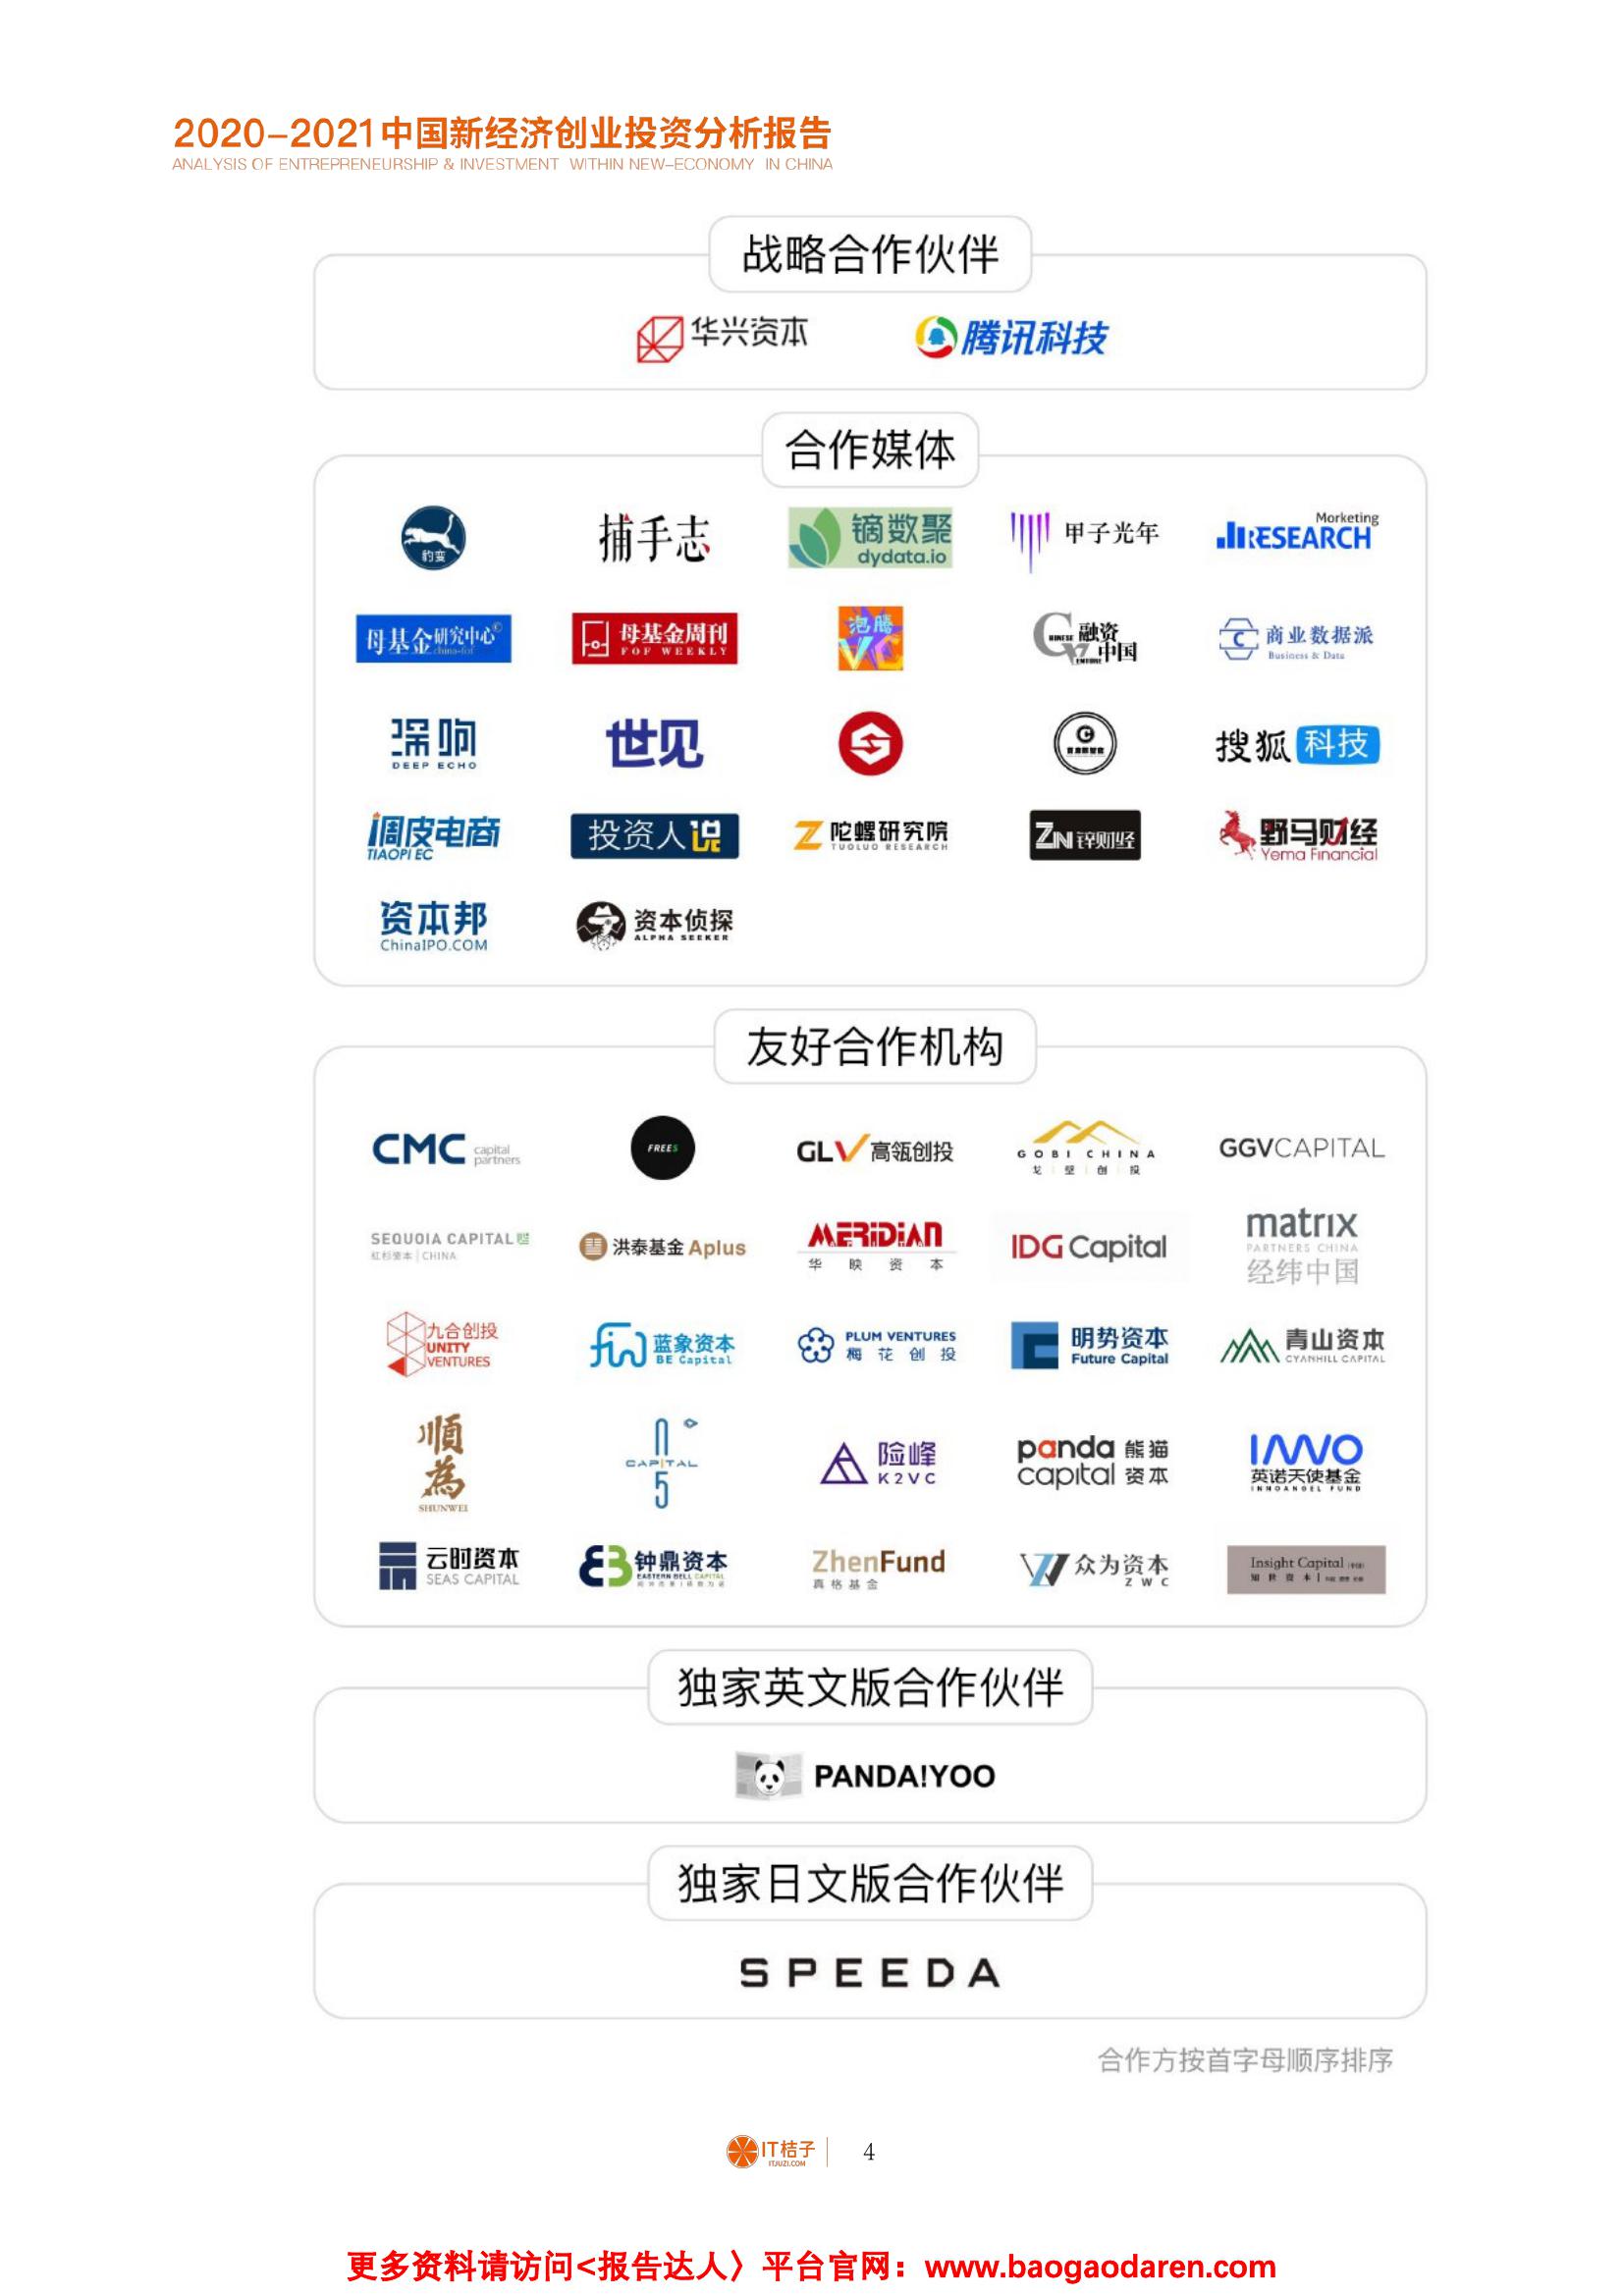 2020-2021中国新经济创业投资分析报告
ANALYSIS OF ENTREPRENEURSHIP & INVESTMENT WITHIN NEW-ECONOMY IN CHINA
战略合作伙伴
华兴资本
腾讯科技
合作媒体
豹变
捕手志
镝数聚
dydata.io
甲子光年
Marketing
RESEARCH
母基金研究中心
china-fof
母基金周刊
FOF WEEKLY
泡腾
VC
融资
中国
商业数据派
Business & Data
深响
DEEP ECHO
世见
搜狐 科技
调皮电商
TIAOPI EC
投资人说
陀螺研究院
TUOLUO RESEARCH
ZN 锌财经
野马财经
Yema Financial
资本邦
ChinaIPO.COM
资本侦探
ALPHA SEEKER
友好合作机构
CMC capital
partners
FREES
GLV 高瓴创投
GOBI CHINA
戈壁创投
GGVCAPITAL
SEQUOIA CAPITAL
红杉资本 | CHINA
洪泰基金 Aplus
MERiDiAN
华映资本
IDG Capital
matrix
PARTNERS CHINA
经纬中国
九合创投
UNITY
VENTURES
蓝象资本
BE Capital
PLUM VENTURES
梅花创投
明势资本
Future Capital
青山资本
CYANHILL CAPITAL
順
為
SHUNWEI
CAPITAL
5
险峰
K2VC
panda 熊猫
capital 资本
INNO
英诺天使基金
INNOANGEL FUND
云时资本
SEAS CAPITAL
钟鼎资本
EASTERN BELL CAPITAL
ZhenFund
真格基金
众为资本
ZWC
Insight Capital
独家英文版合作伙伴
PANDA!YOO
独家日文版合作伙伴
SPEEDA
合作方按首字母顺序排序
IT桔子
ITJUZI.COM
4
更多资料请访问<报告达人〉平台官网：www.baogaodaren.com